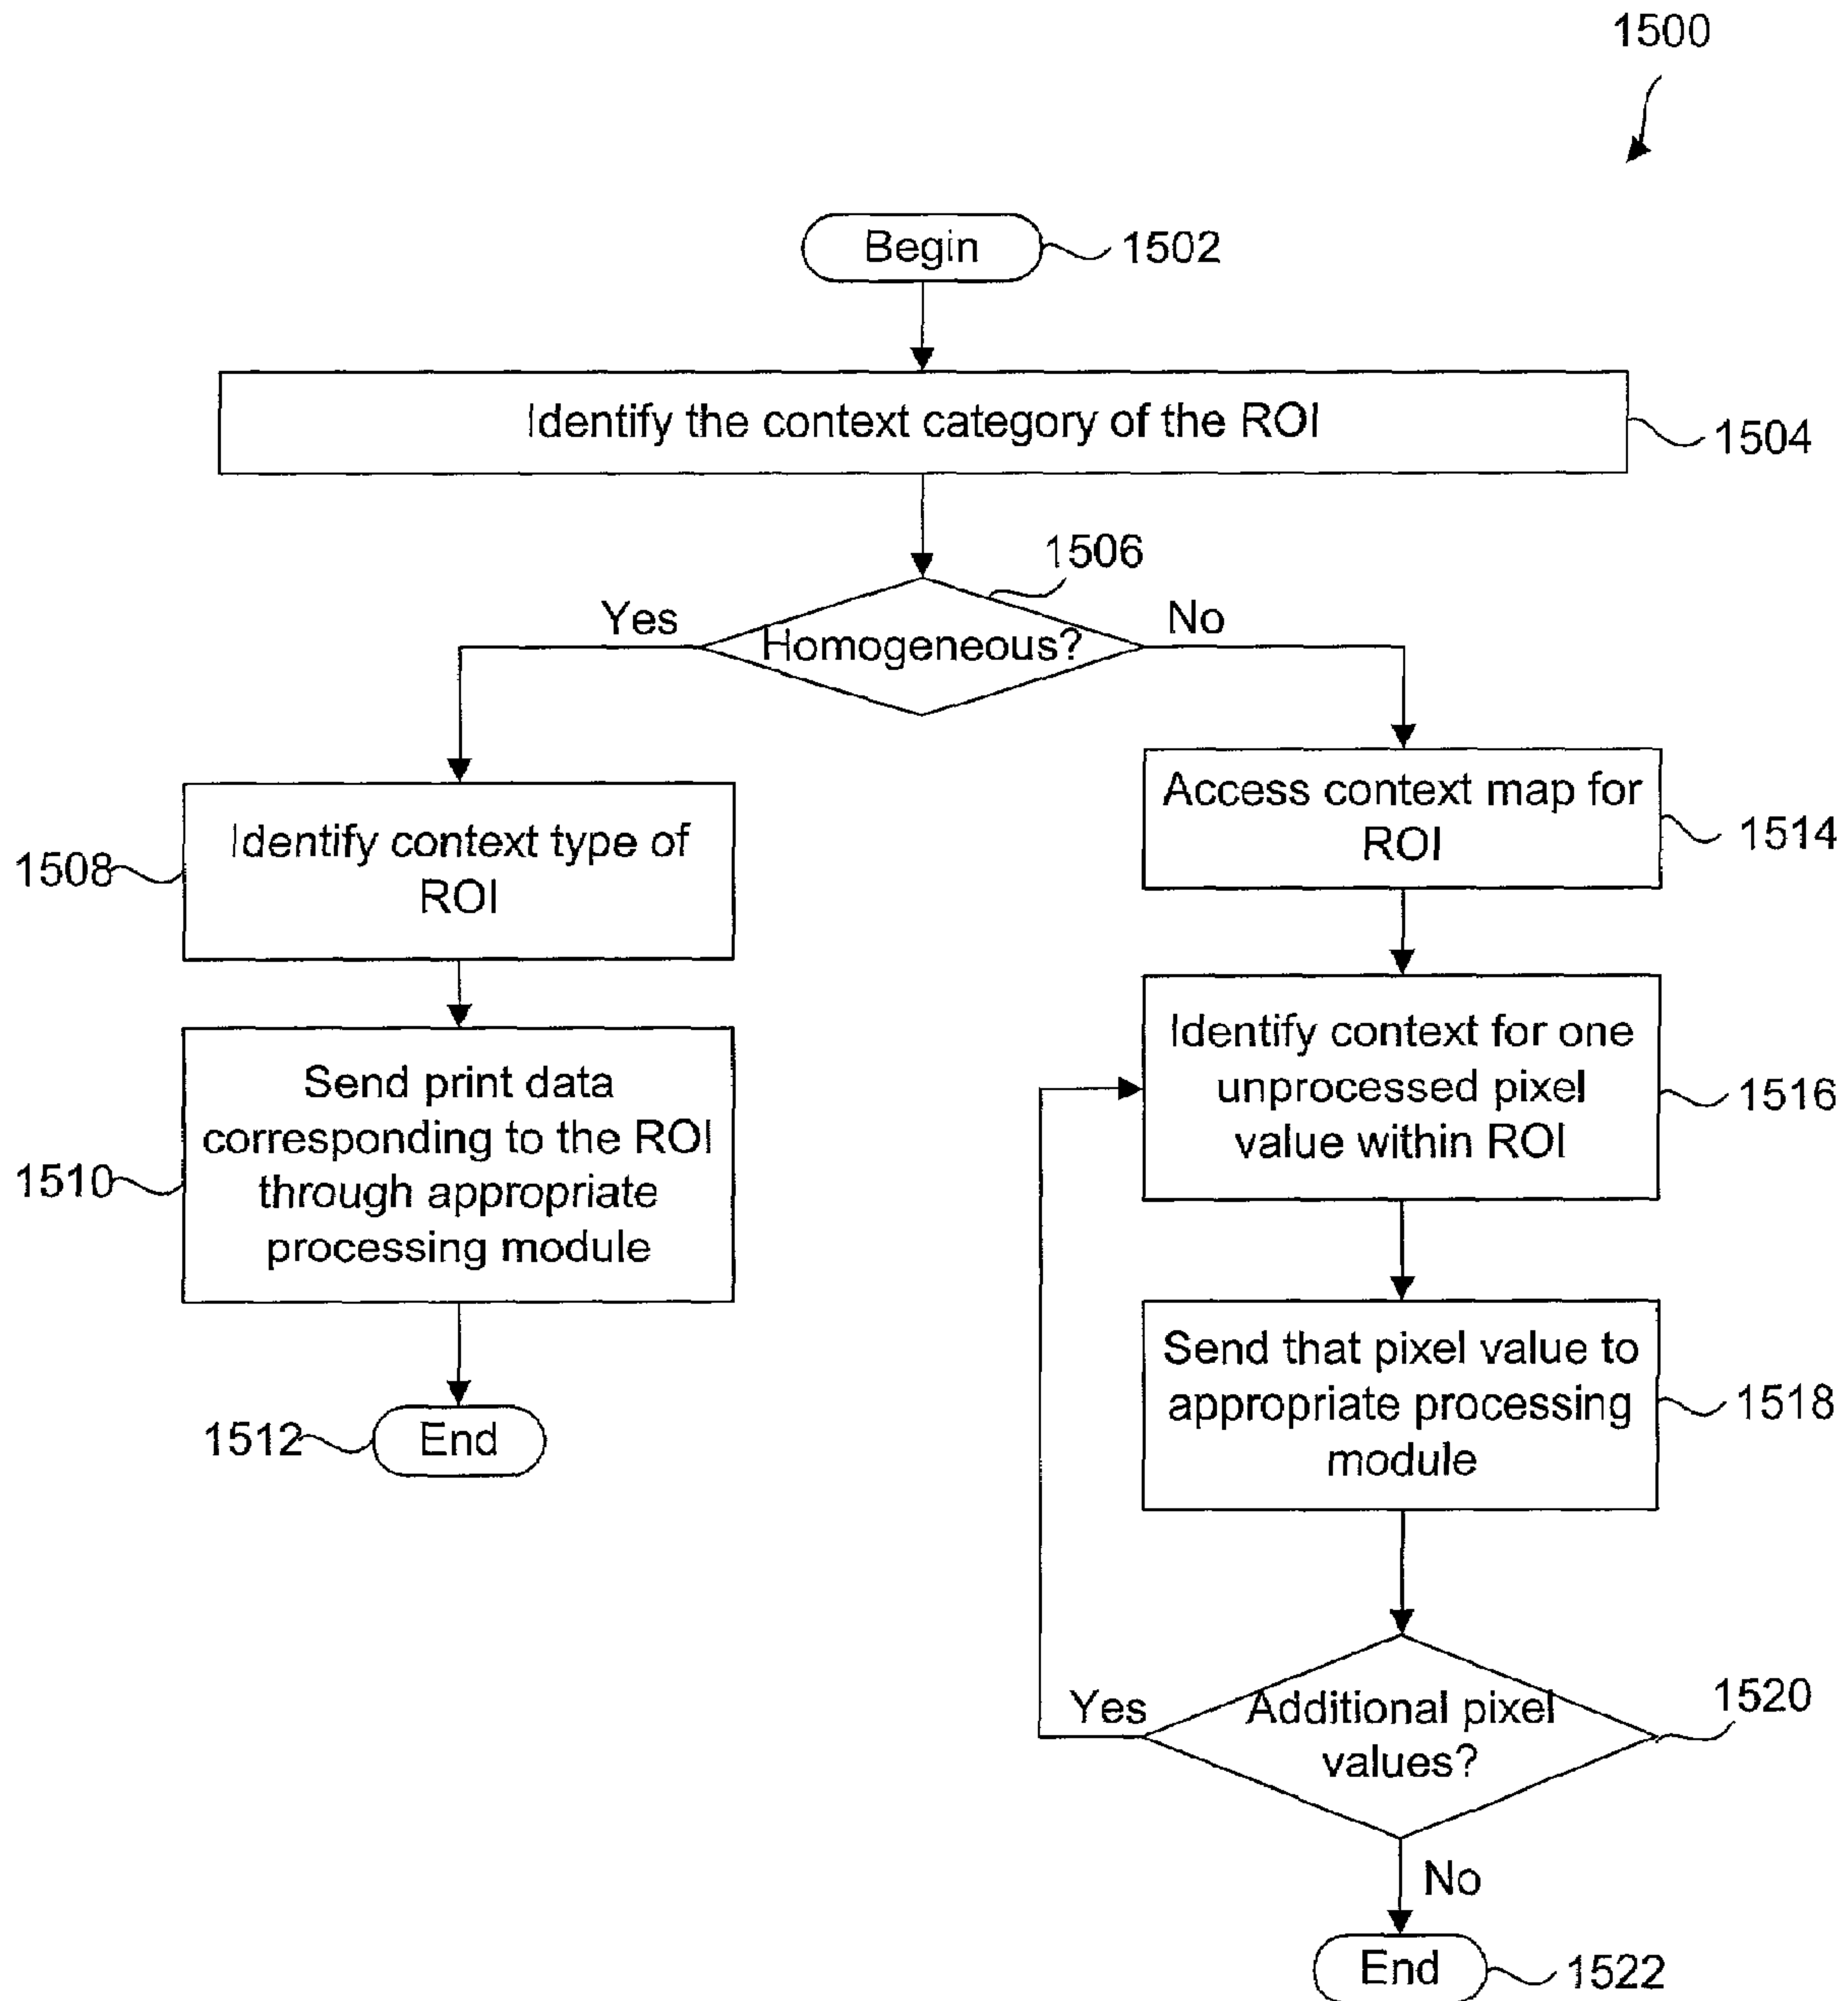 1500
Begin
1502
Identify the context category of the ROI
1504
1506
Yes
No
Homogeneous?
1508
Identify context type of
ROI
1510
Send print data
corresponding to the ROI
through appropriate
processing module
1512
End
Access context map for
ROI
1514
Identify context for one
unprocessed pixel
value within ROI
1516
Send that pixel value to
appropriate processing
module
1518
Yes
Additional pixel
values?
1520
No
End
1522